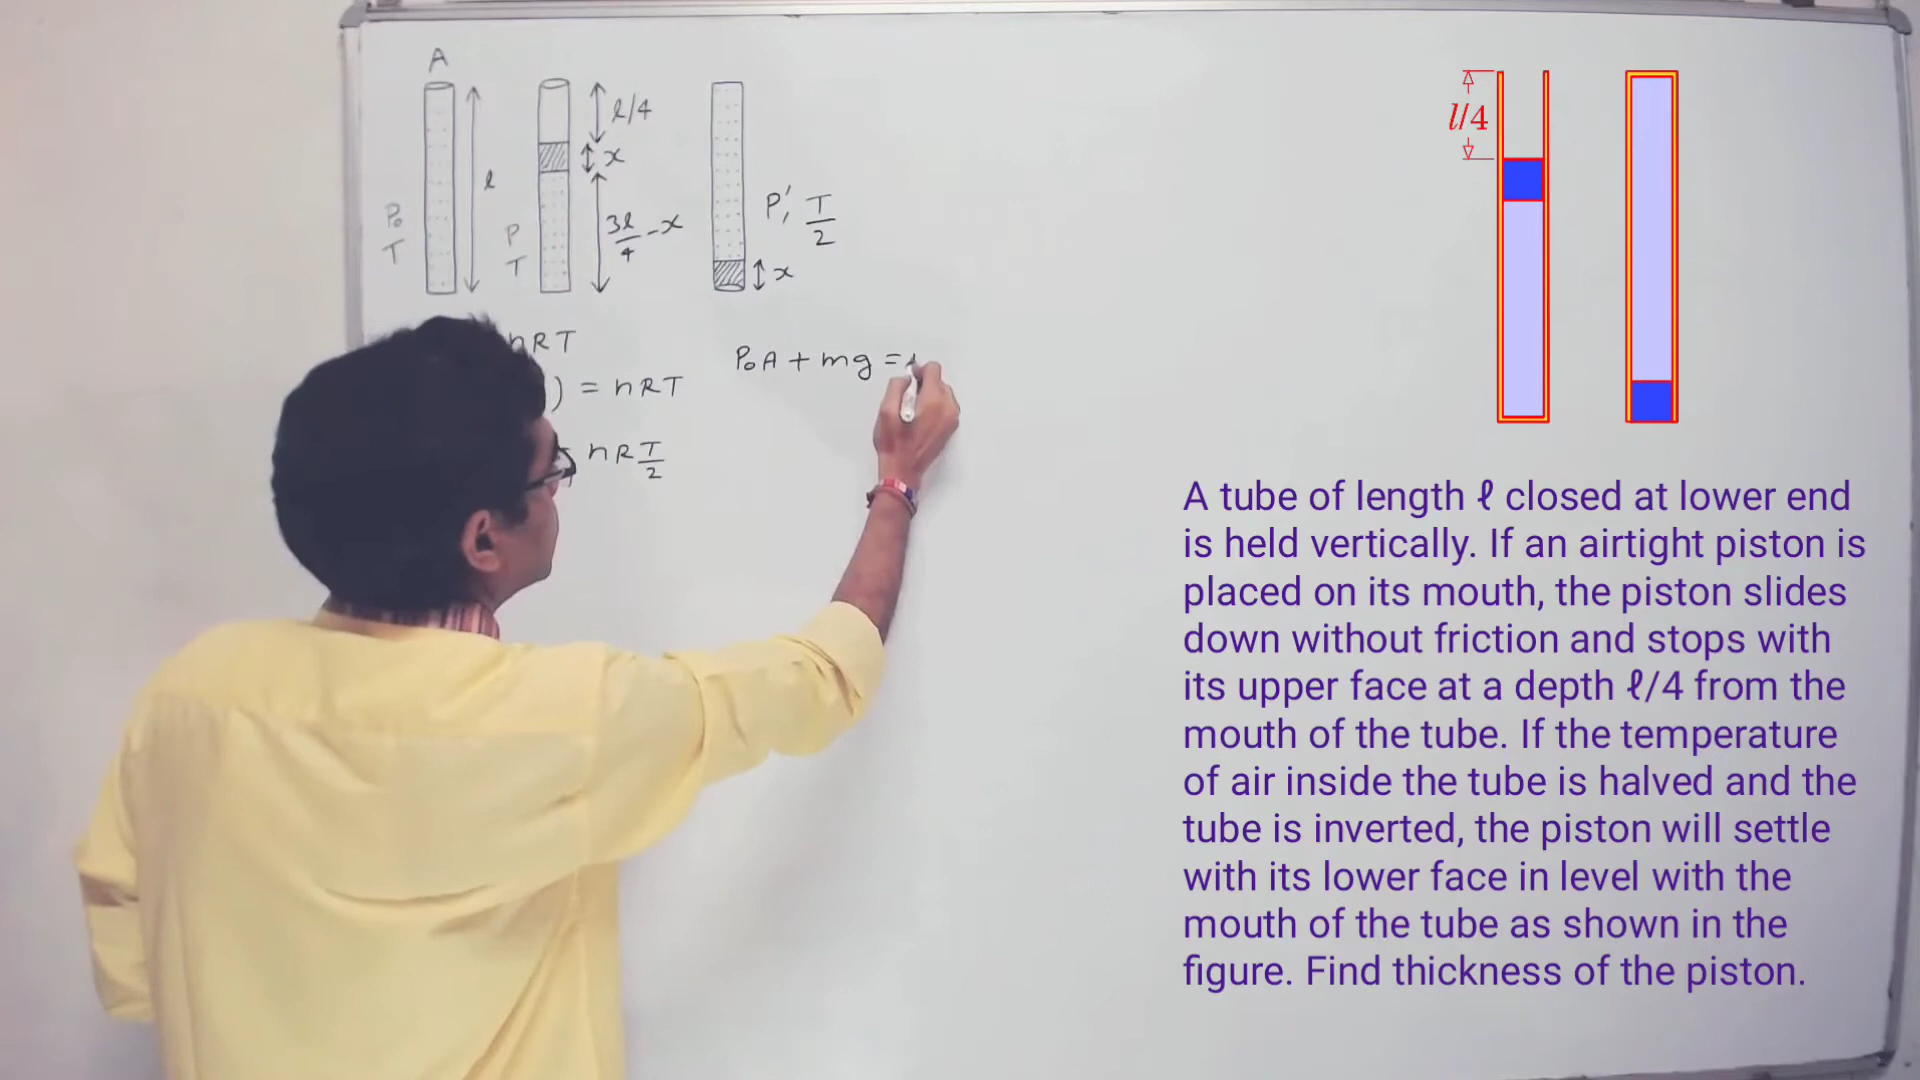 A
l
P₀
T
l/4
x
3l/4 - x
P
T
P′, T/2
x
nRT
) = nRT
nR T/2
P₀A + mg =
l/4
A tube of length ℓ closed at lower end
is held vertically. If an airtight piston is
placed on its mouth, the piston slides
down without friction and stops with
its upper face at a depth ℓ/4 from the
mouth of the tube. If the temperature
of air inside the tube is halved and the
tube is inverted, the piston will settle
with its lower face in level with the
mouth of the tube as shown in the
figure. Find thickness of the piston.